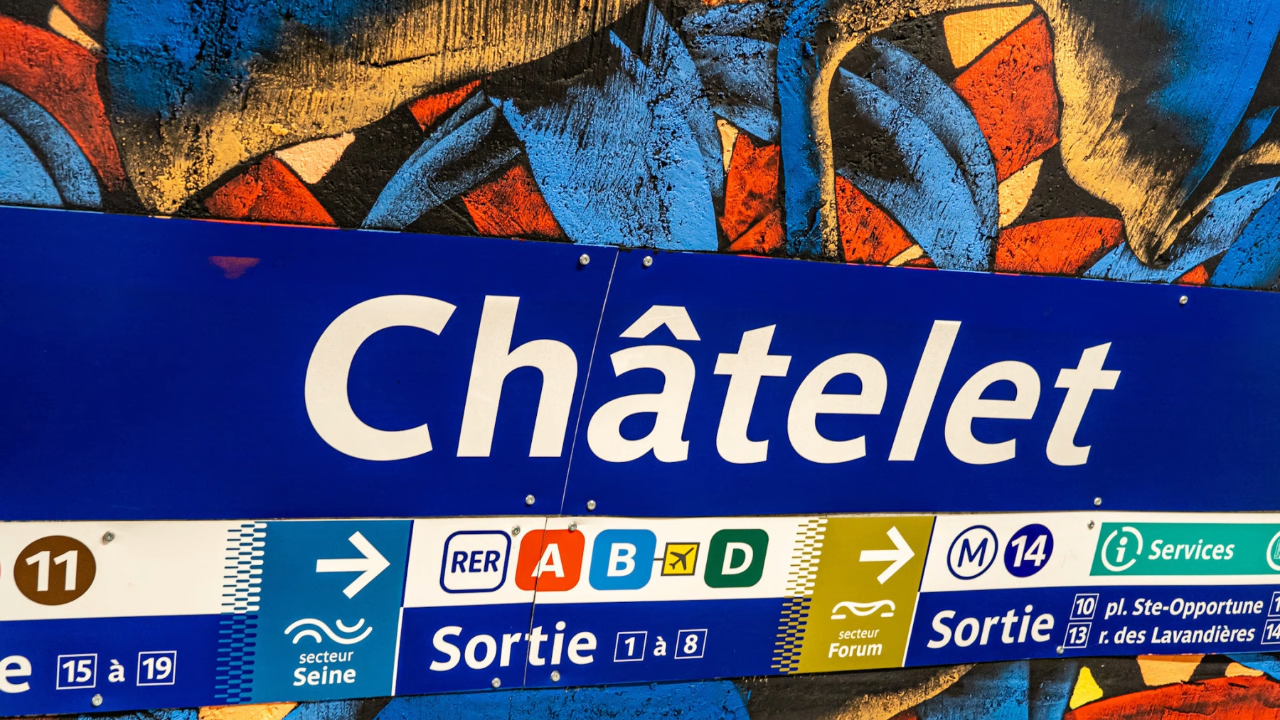 Châtelet
11
e 15 à 19
secteur
Seine
RER A B D
Sortie 1 à 8
secteur
Forum
M 14
i Services
Sortie
10 pl. Ste-Opportune
13 r. des Lavandières 14